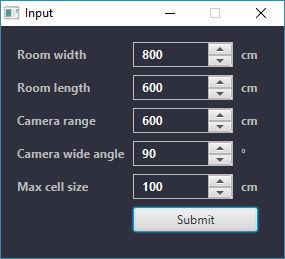 Input
Room width 800 cm
Room length 600 cm
Camera range 600 cm
Camera wide angle 90 °
Max cell size 100 cm
Submit